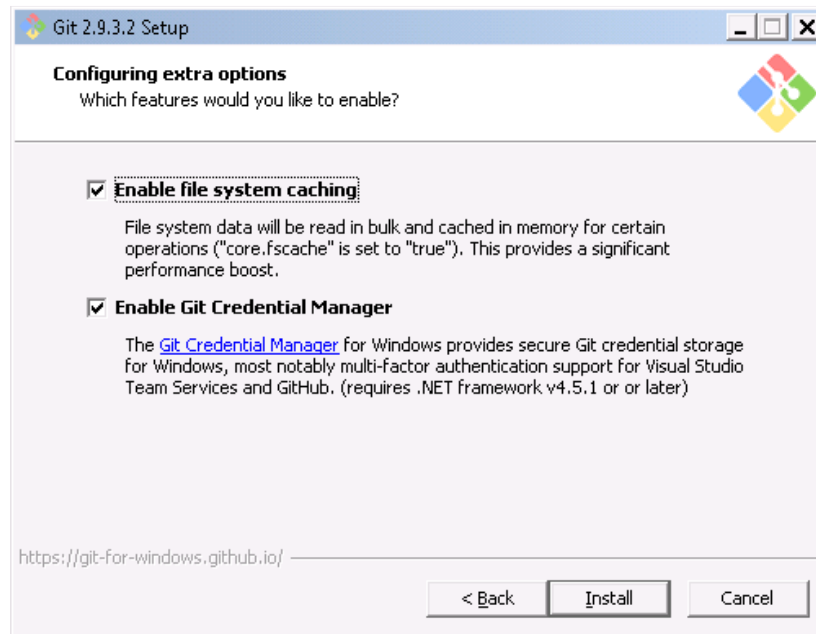 Git 2.9.3.2 Setup
Configuring extra options
Which features would you like to enable?
Enable file system caching
File system data will be read in bulk and cached in memory for certain
operations ("core.fscache" is set to "true"). This provides a significant
performance boost.
Enable Git Credential Manager
The Git Credential Manager for Windows provides secure Git credential storage
for Windows, most notably multi-factor authentication support for Visual Studio
Team Services and GitHub. (requires .NET framework v4.5.1 or or later)
https://git-for-windows.github.io/
< Back
Install
Cancel